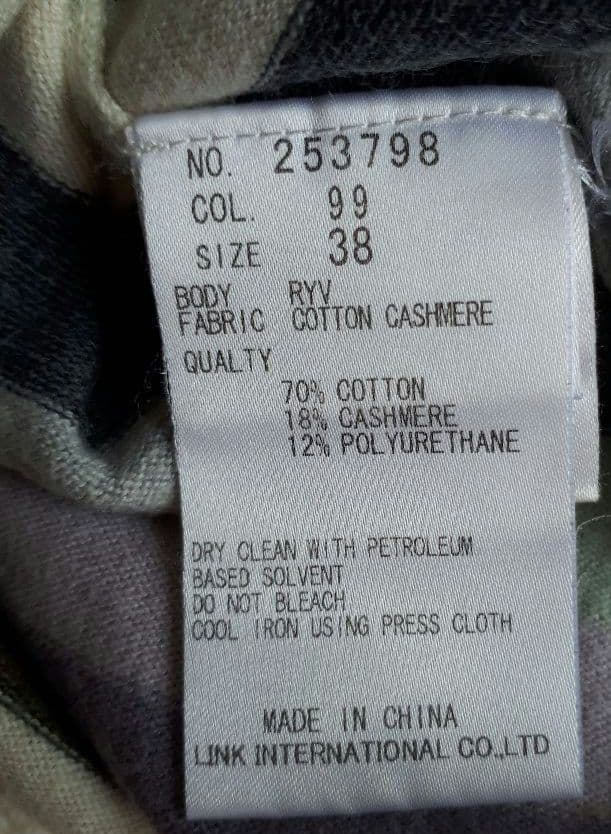 NO. 253798
COL. 99
SIZE 38
BODY RYV
FABRIC COTTON CASHMERE
QUALTY
70% COTTON
18% CASHMERE
12% POLYURETHANE
DRY CLEAN WITH PETROLEUM
BASED SOLVENT
DO NOT BLEACH
COOL IRON USING PRESS CLOTH
MADE IN CHINA
LINK INTERNATIONAL CO.,LTD